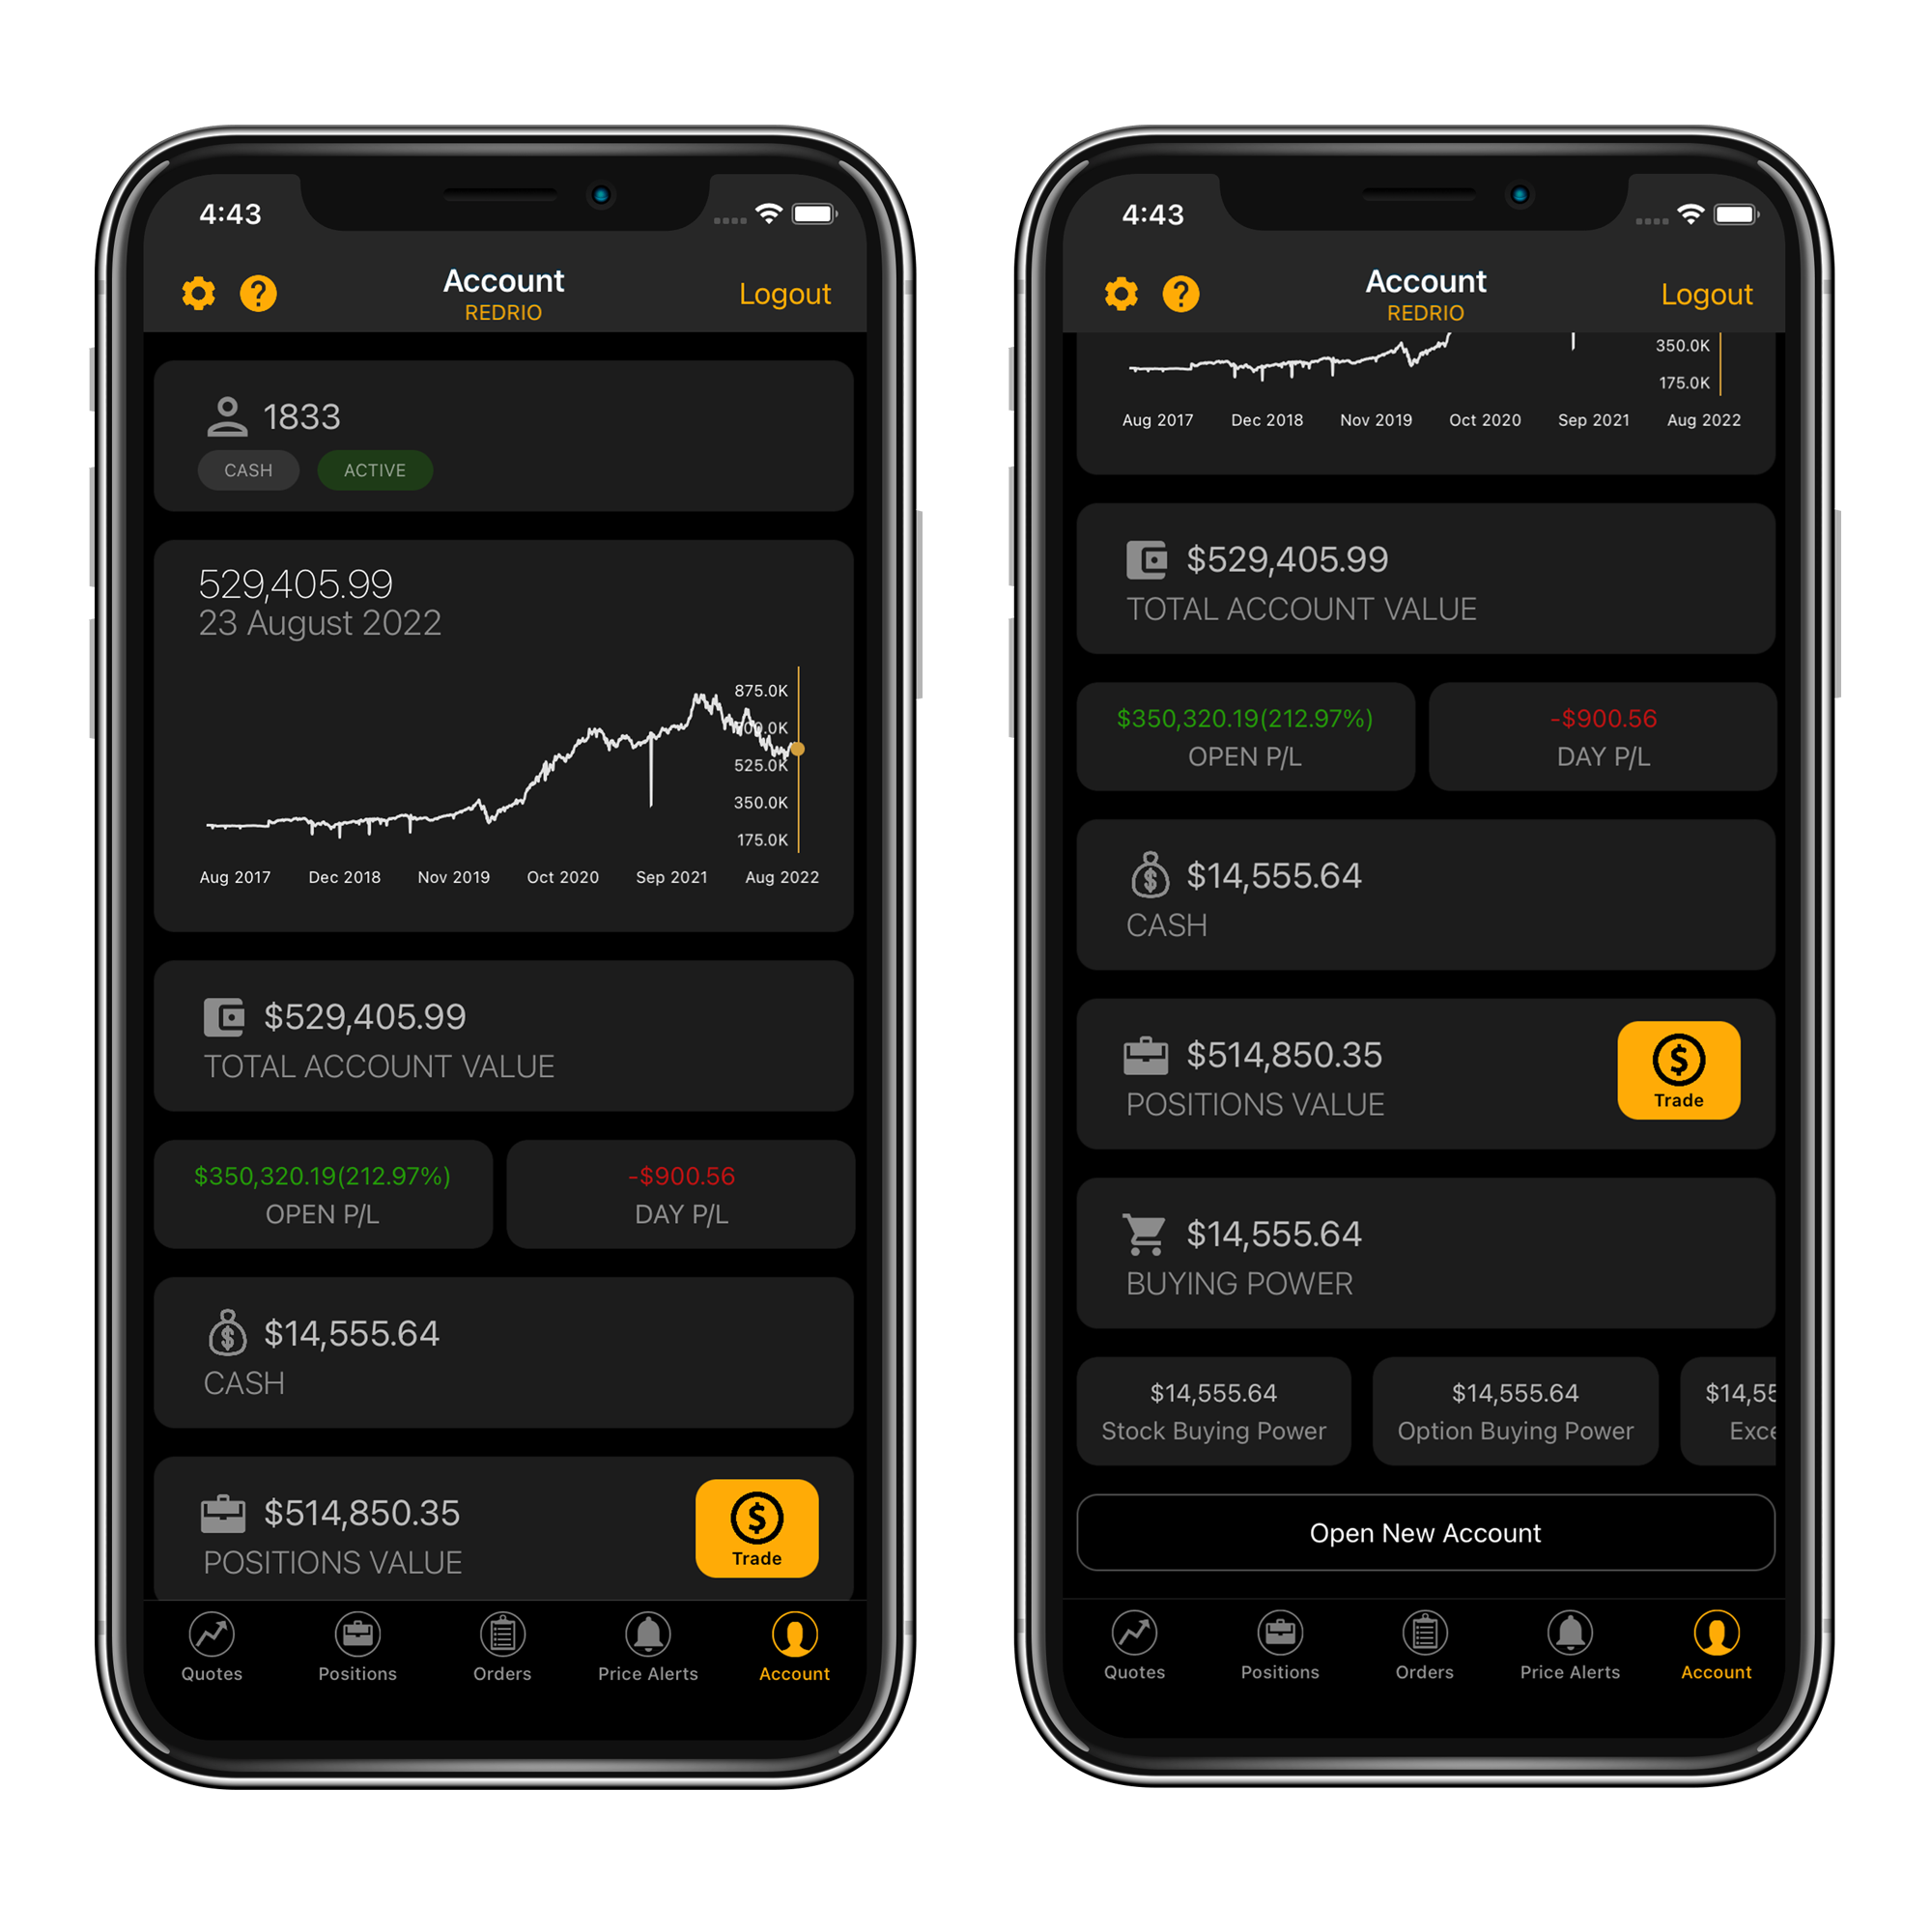 4:43
Account
REDRIO
Logout
1833
CASH ACTIVE
529,405.99
23 August 2022
875.0K
700.0K
525.0K
350.0K
175.0K
Aug 2017 Dec 2018 Nov 2019 Oct 2020 Sep 2021 Aug 2022
$529,405.99
TOTAL ACCOUNT VALUE
$350,320.19(212.97%)
OPEN P/L
-$900.56
DAY P/L
$14,555.64
CASH
$514,850.35
POSITIONS VALUE
Trade
Quotes Positions Orders Price Alerts Account
4:43
Account
REDRIO
Logout
350.0K
175.0K
Aug 2017 Dec 2018 Nov 2019 Oct 2020 Sep 2021 Aug 2022
$529,405.99
TOTAL ACCOUNT VALUE
$350,320.19(212.97%)
OPEN P/L
-$900.56
DAY P/L
$14,555.64
CASH
$514,850.35
POSITIONS VALUE
Trade
$14,555.64
BUYING POWER
$14,555.64
Stock Buying Power
$14,555.64
Option Buying Power
$14,55
Exce
Open New Account
Quotes Positions Orders Price Alerts Account